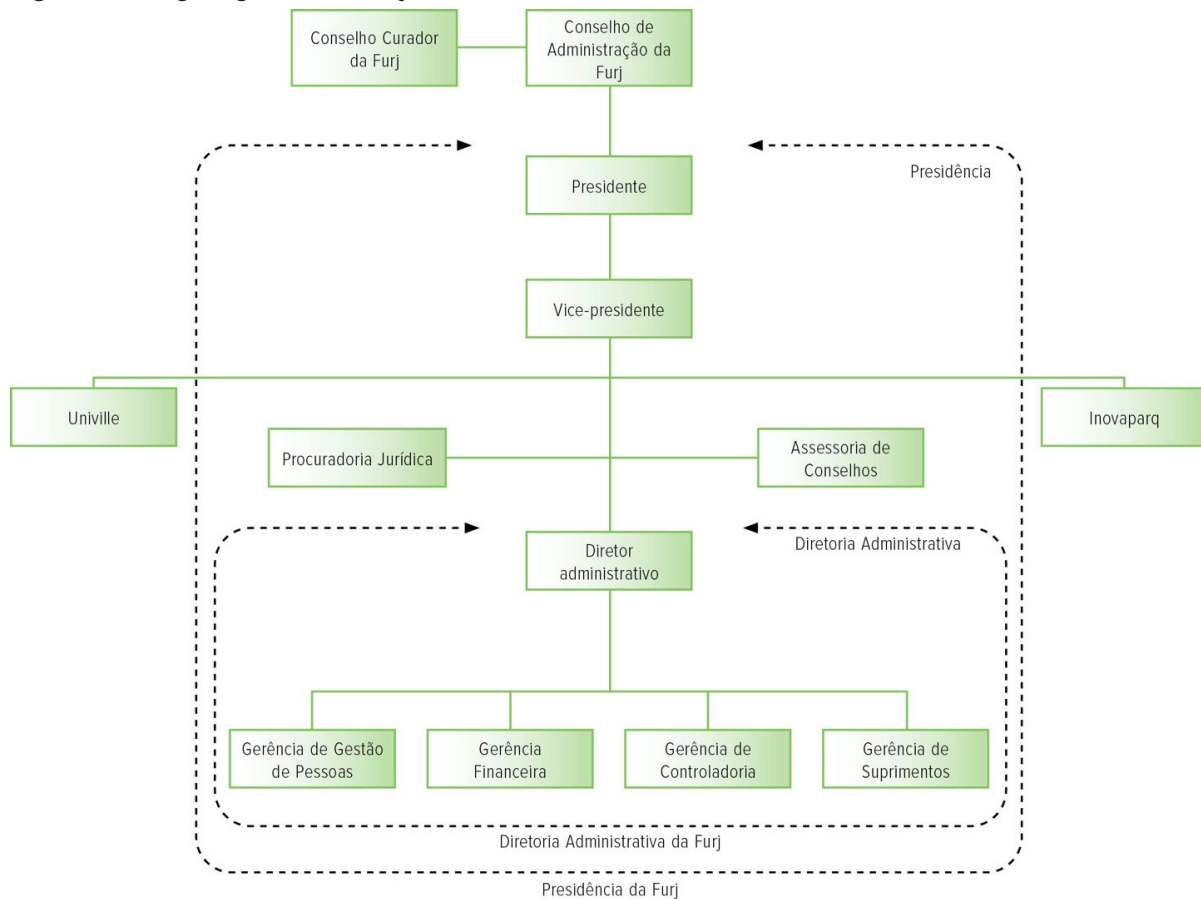 Conselho Curador
da Furj
Conselho de
Administração da
Furj
Presidência
Presidente
Vice-presidente
Univille
Inovaparq
Procuradoria Jurídica
Assessoria de
Conselhos
Diretoria Administrativa
Diretor
administrativo
Gerência de Gestão
de Pessoas
Gerência
Financeira
Gerência de
Controladoria
Gerência de
Suprimentos
Diretoria Administrativa da Furj
Presidência da Furj